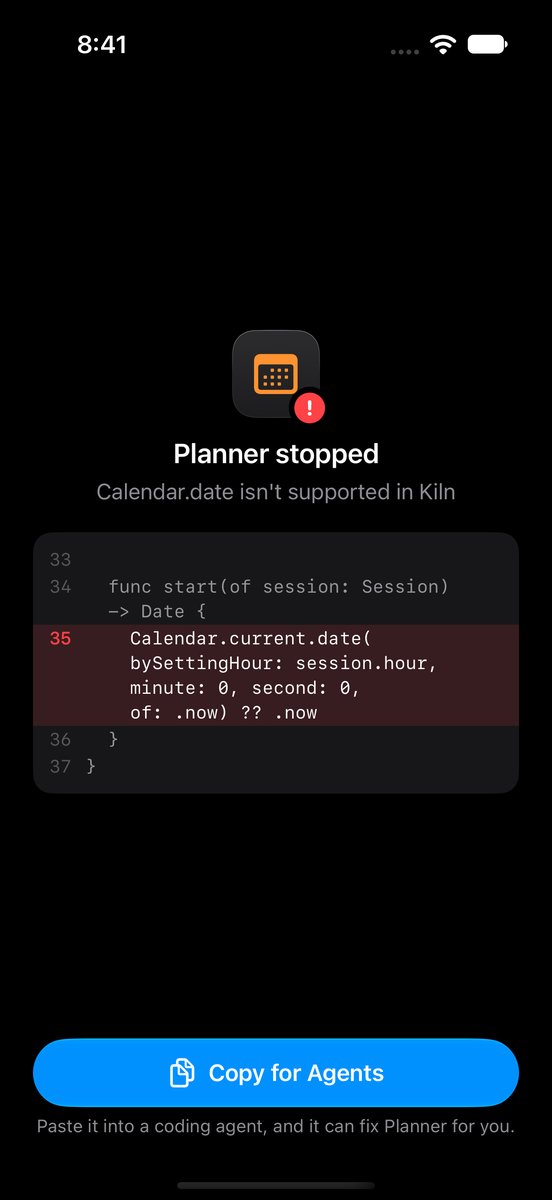 8:41
Planner stopped
Calendar.date isn't supported in Kiln
33
34 func start(of session: Session)
-> Date {
35 Calendar.current.date(
bySettingHour: session.hour,
minute: 0, second: 0,
of: .now) ?? .now
36 }
37 }
Copy for Agents
Paste it into a coding agent, and it can fix Planner for you.